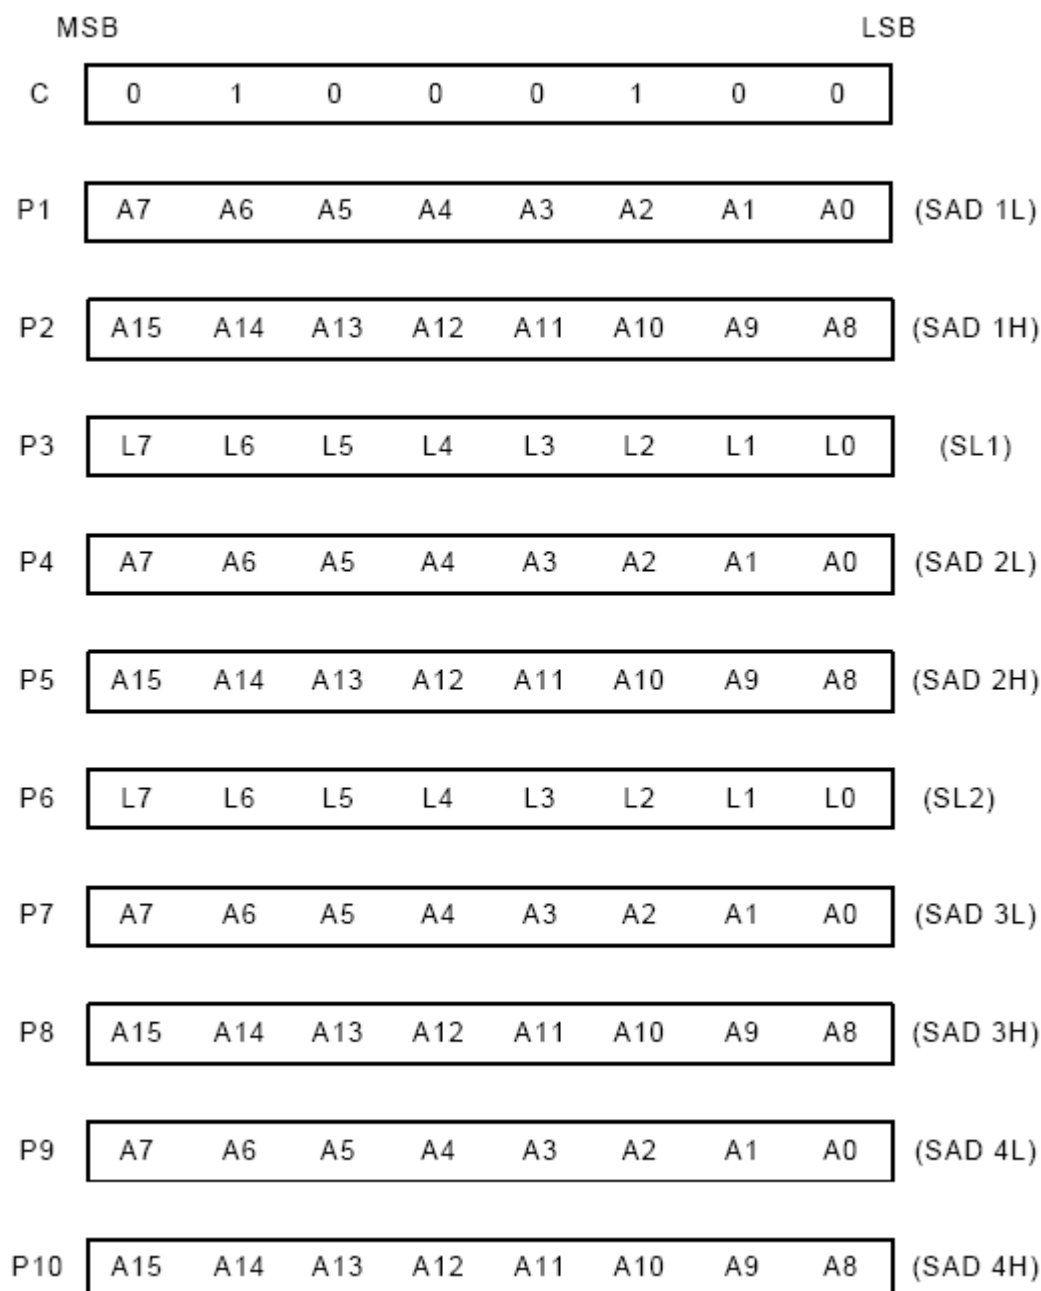 MSB LSB
C 0 1 0 0 0 1 0 0
P1 A7 A6 A5 A4 A3 A2 A1 A0 (SAD 1L)
P2 A15 A14 A13 A12 A11 A10 A9 A8 (SAD 1H)
P3 L7 L6 L5 L4 L3 L2 L1 L0 (SL1)
P4 A7 A6 A5 A4 A3 A2 A1 A0 (SAD 2L)
P5 A15 A14 A13 A12 A11 A10 A9 A8 (SAD 2H)
P6 L7 L6 L5 L4 L3 L2 L1 L0 (SL2)
P7 A7 A6 A5 A4 A3 A2 A1 A0 (SAD 3L)
P8 A15 A14 A13 A12 A11 A10 A9 A8 (SAD 3H)
P9 A7 A6 A5 A4 A3 A2 A1 A0 (SAD 4L)
P10 A15 A14 A13 A12 A11 A10 A9 A8 (SAD 4H)